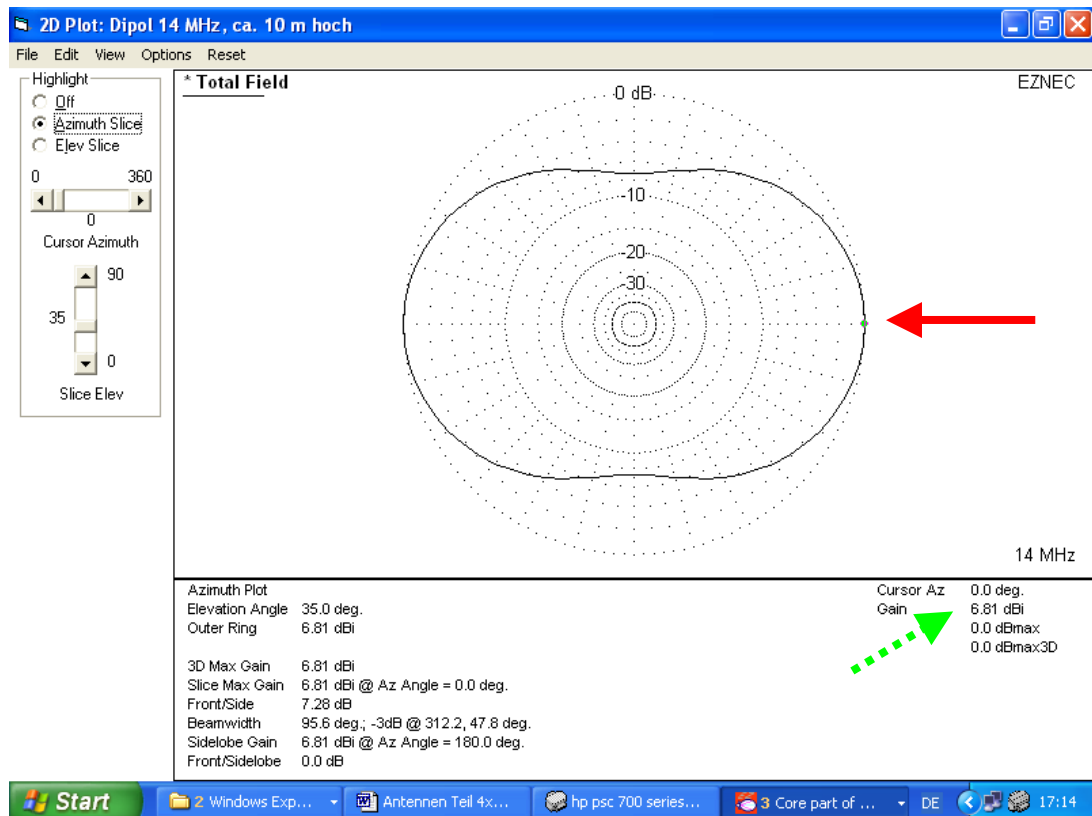 2D Plot: Dipol 14 MHz, ca. 10 m hoch
File Edit View Options Reset
Highlight
Off
Azimuth Slice
Elev Slice
0 360
0
Cursor Azimuth
90
35
0
Slice Elev
* Total Field
EZNEC
0 dB
-10
-20
-30
14 MHz
Azimuth Plot
Elevation Angle 35.0 deg.
Outer Ring 6.81 dBi
3D Max Gain 6.81 dBi
Slice Max Gain 6.81 dBi @ Az Angle = 0.0 deg.
Front/Side 7.28 dB
Beamwidth 95.6 deg.; -3dB @ 312.2, 47.8 deg.
Sidelobe Gain 6.81 dBi @ Az Angle = 180.0 deg.
Front/Sidelobe 0.0 dB
Cursor Az 0.0 deg.
Gain 6.81 dBi
0.0 dBmax
0.0 dBmax3D
Start
2 Windows Exp...
Antennen Teil 4x...
hp psc 700 series...
3 Core part of ...
DE
17:14